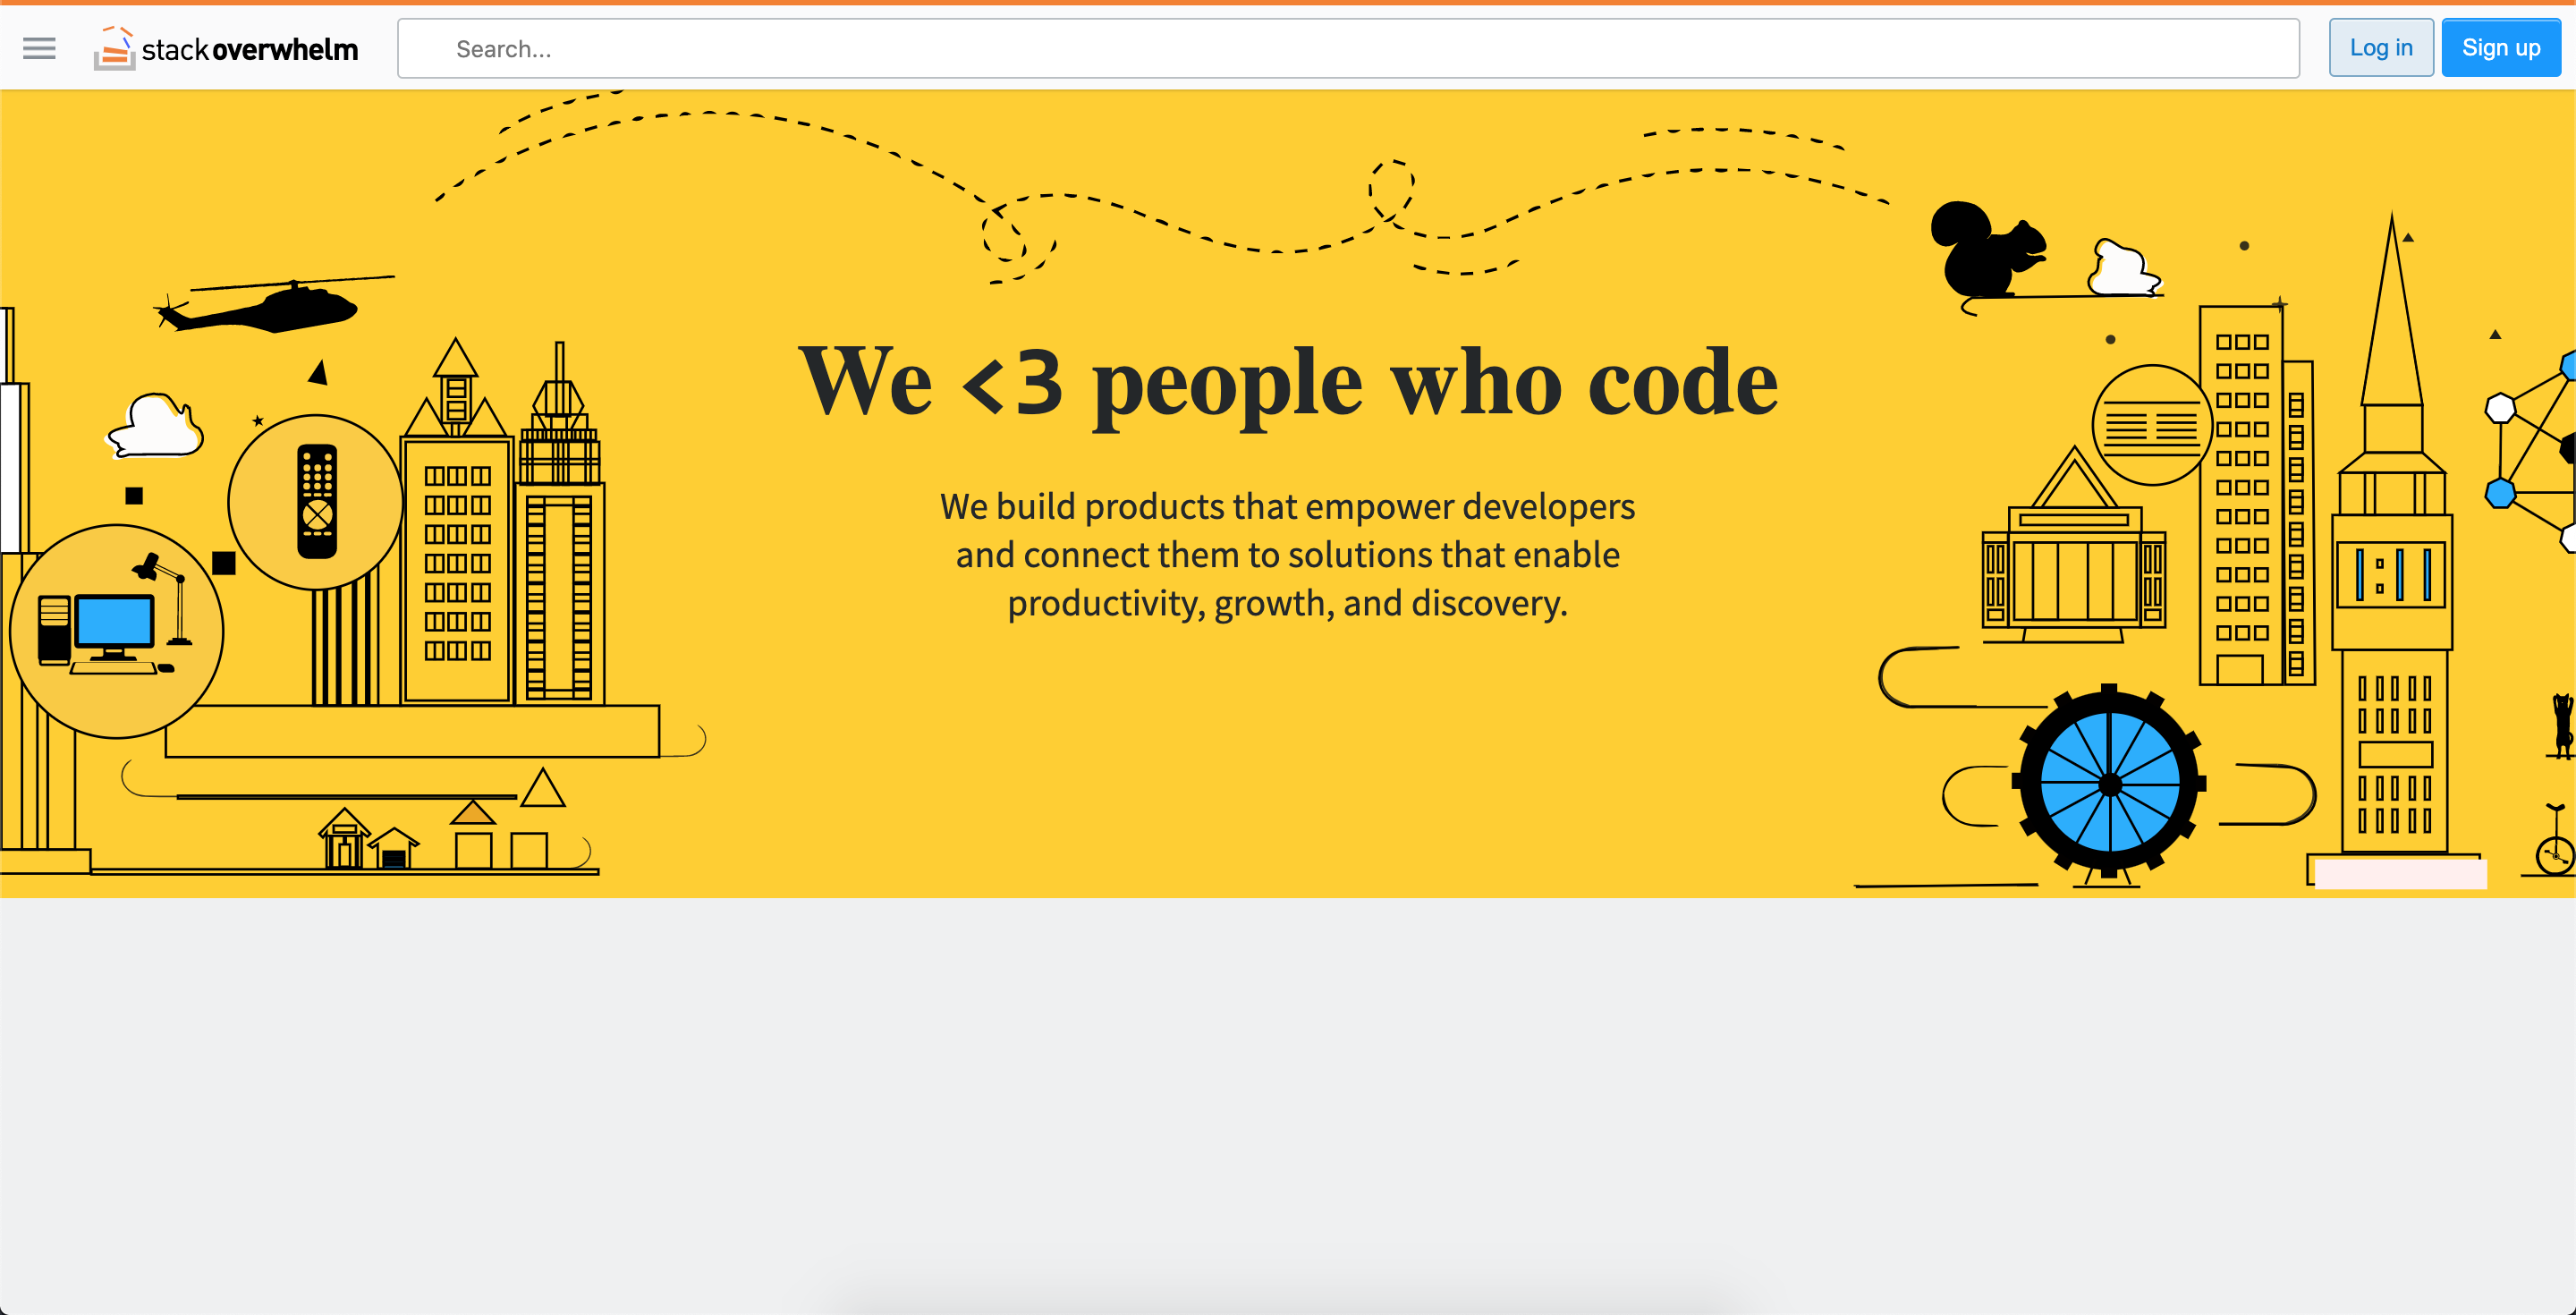 stackoverwhelm
Search...
Log in
Sign up
We <3 people who code
We build products that empower developers
and connect them to solutions that enable
productivity, growth, and discovery.